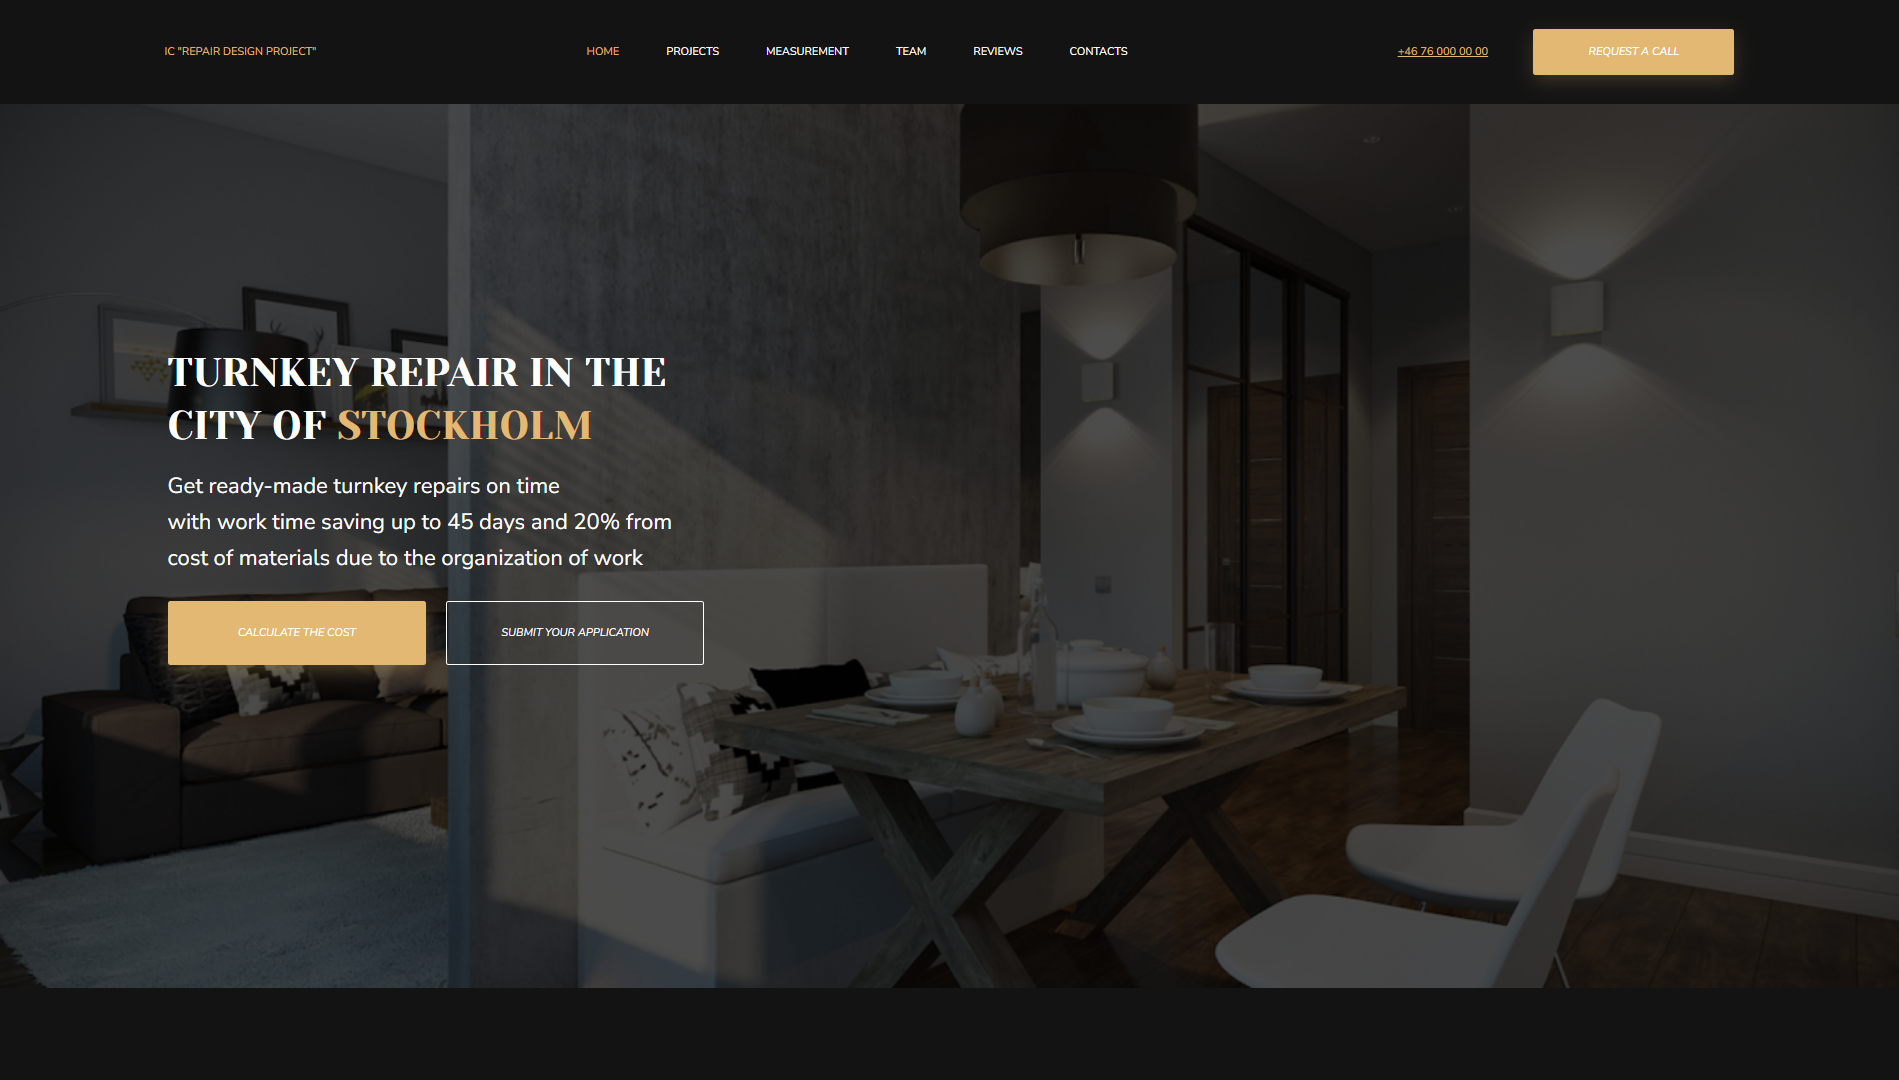 IC "REPAIR DESIGN PROJECT"
HOME
PROJECTS
MEASUREMENT
TEAM
REVIEWS
CONTACTS
+46 76 000 00 00
REQUEST A CALL
TURNKEY REPAIR IN THE
CITY OF STOCKHOLM
Get ready-made turnkey repairs on time
with work time saving up to 45 days and 20% from
cost of materials due to the organization of work
CALCULATE THE COST
SUBMIT YOUR APPLICATION